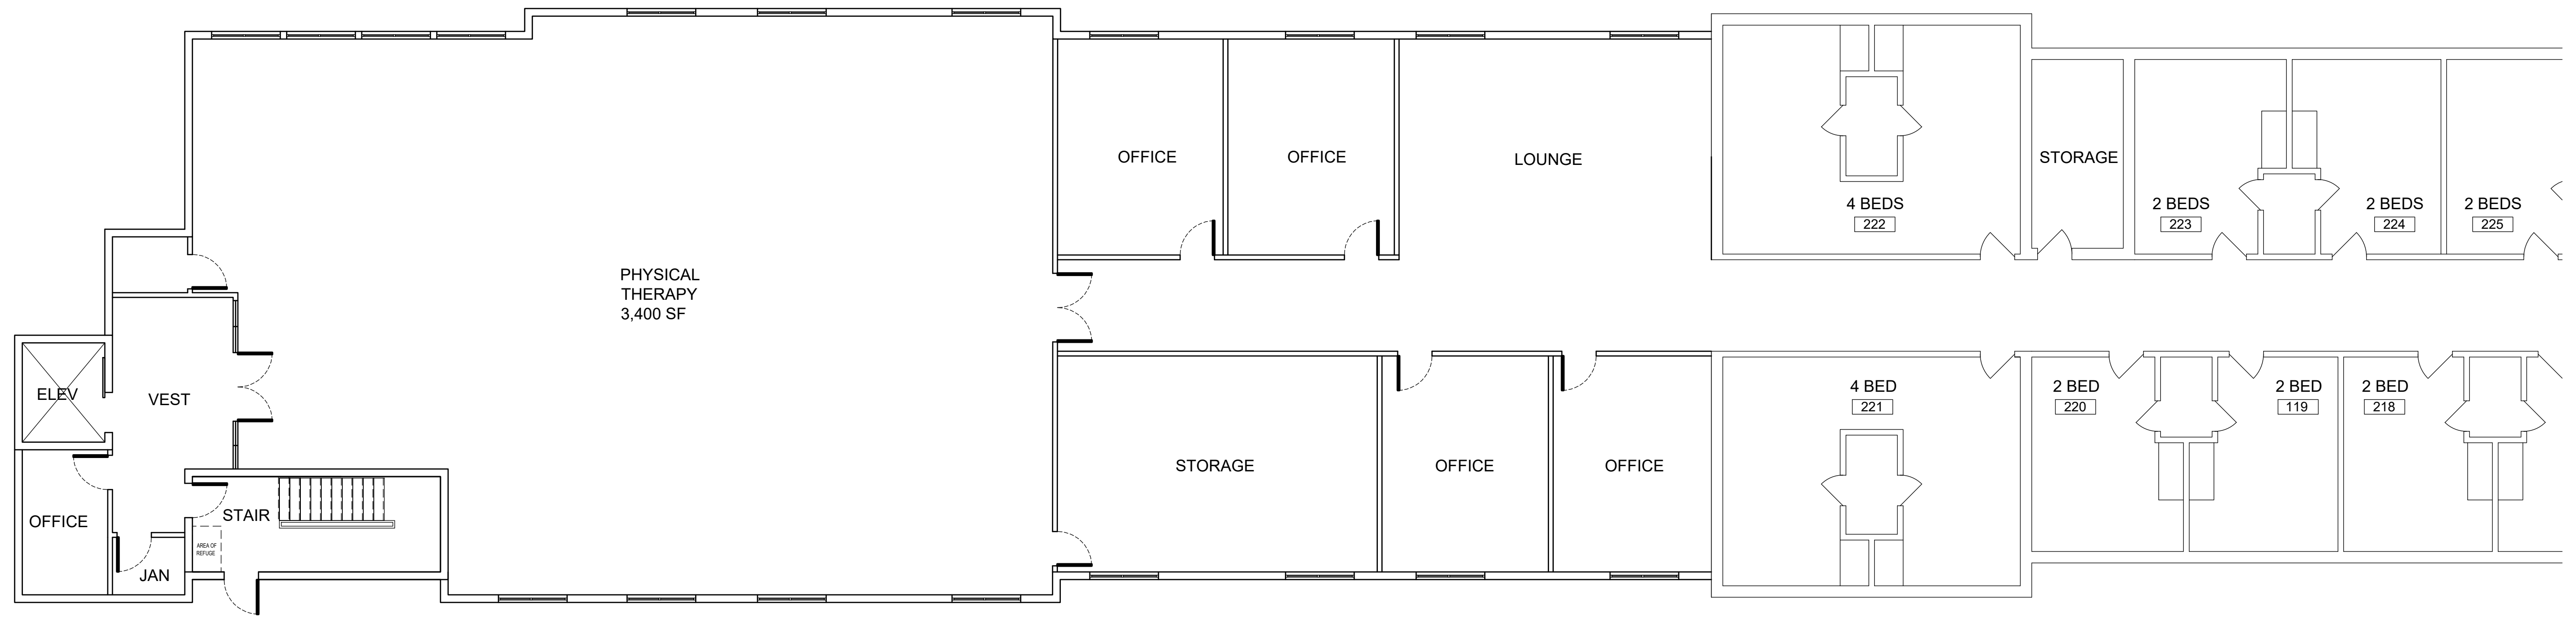 OFFICE
OFFICE
LOUNGE
STORAGE
4 BEDS
222
2 BEDS
223
2 BEDS
224
2 BEDS
225
PHYSICAL
THERAPY
3,400 SF
ELEV
VEST
4 BED
221
2 BED
220
2 BED
119
2 BED
218
STORAGE
OFFICE
OFFICE
OFFICE
STAIR
AREA OF
REFUGE
JAN